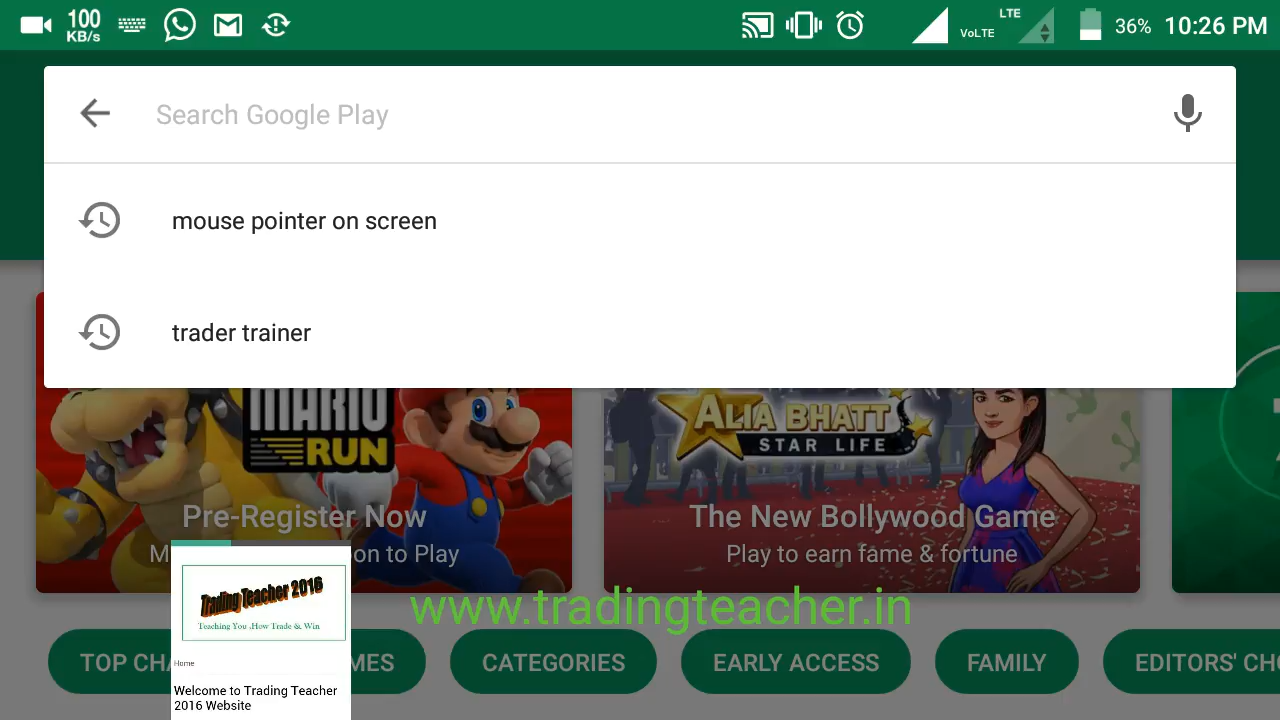 100
KB/s
LTE
VoLTE
36%
10:26 PM
Search Google Play
mouse pointer on screen
trader trainer
MARIO
RUN
ALIA BHATT
STAR LIFE
Pre-Register Now
The New Bollywood Game
on to Play
Play to earn fame & fortune
Trading Teacher 2016
Teaching You .How Trade & Win
www.tradingteacher.in
TOP
CATEGORIES
EARLY ACCESS
FAMILY
EDITORS'
Home
Welcome to Trading Teacher
2016 Website